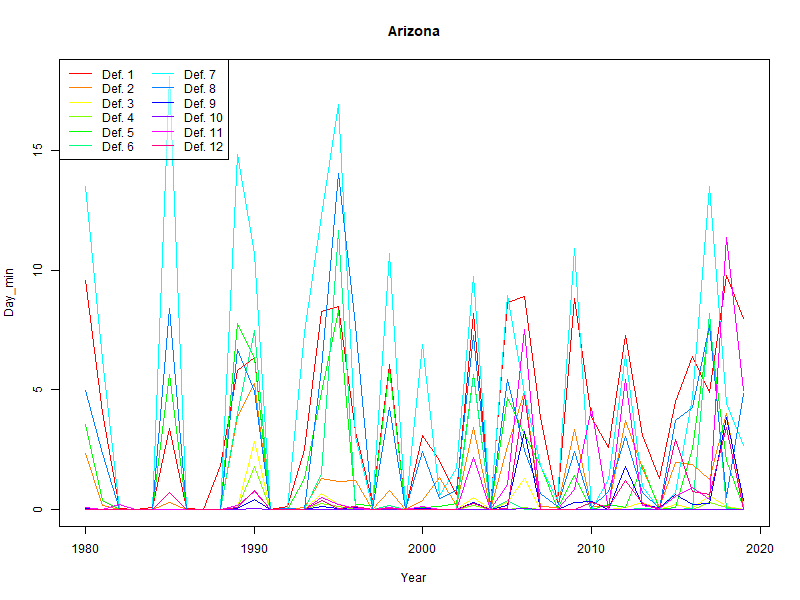 Arizona
Def. 1 Def. 7
Def. 2 Def. 8
Def. 3 Def. 9
Def. 4 Def. 10
Def. 5 Def. 11
Def. 6 Def. 12
15
10
5
0
Day_min
1980 1990 2000 2010 2020
Year